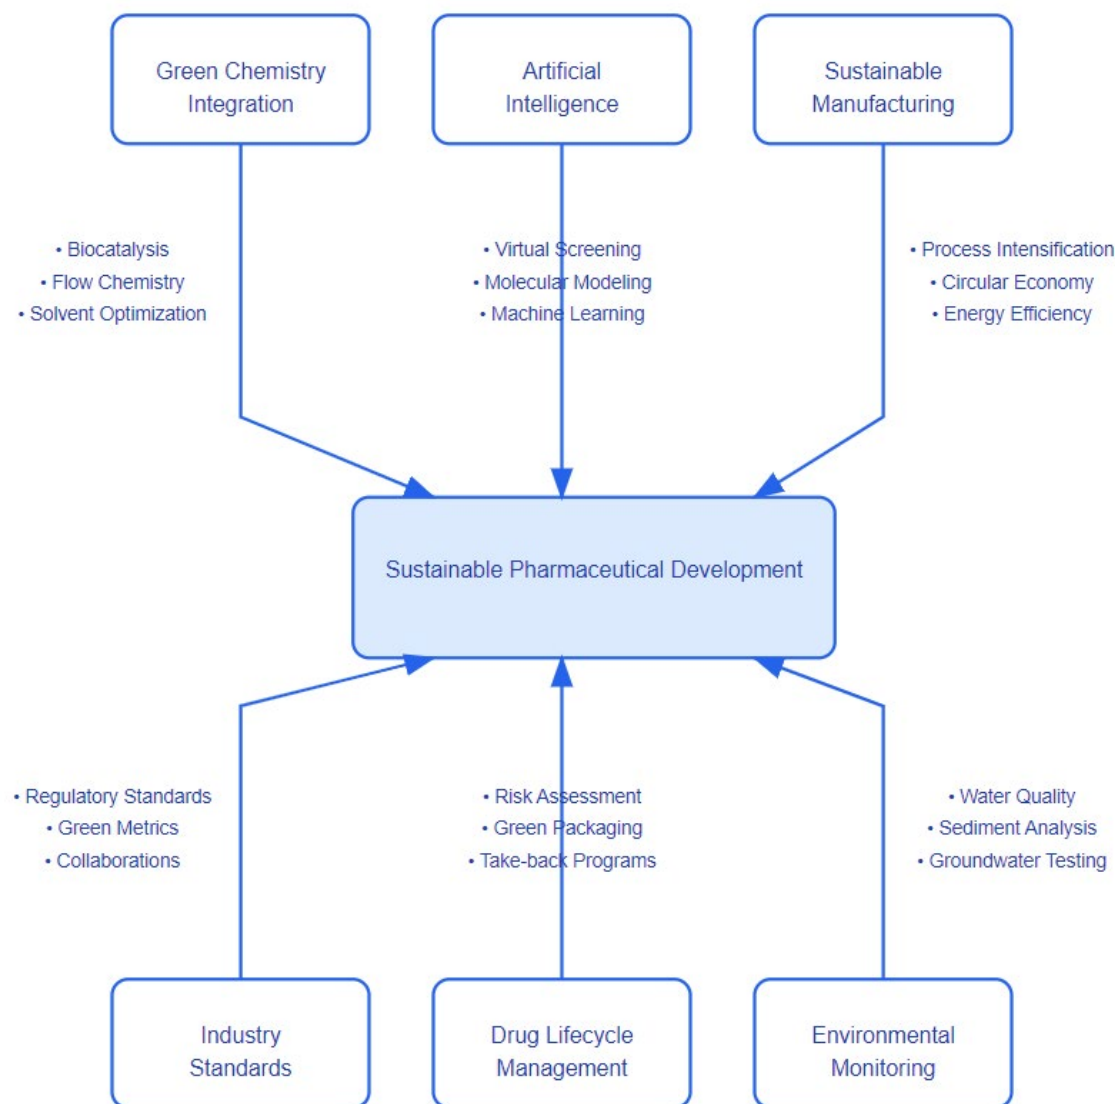 Green Chemistry
Integration
Artificial
Intelligence
Sustainable
Manufacturing
• Biocatalysis
• Flow Chemistry
• Solvent Optimization
• Virtual Screening
• Molecular Modeling
• Machine Learning
• Process Intensification
• Circular Economy
• Energy Efficiency
Sustainable Pharmaceutical Development
• Regulatory Standards
• Green Metrics
• Collaborations
• Risk Assessment
• Green Packaging
• Take-back Programs
• Water Quality
• Sediment Analysis
• Groundwater Testing
Industry
Standards
Drug Lifecycle
Management
Environmental
Monitoring